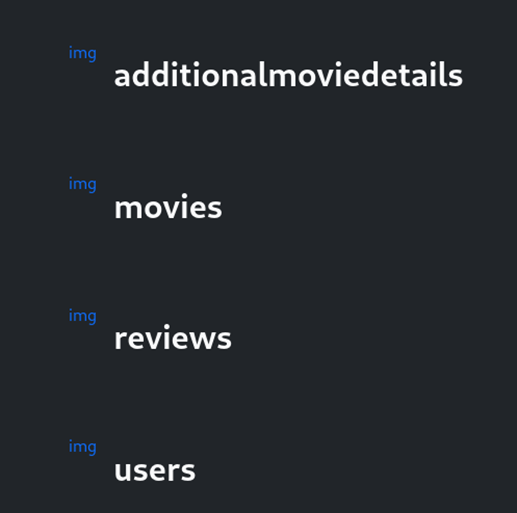 img
additionalmoviedetails
img
movies
img
reviews
img
users